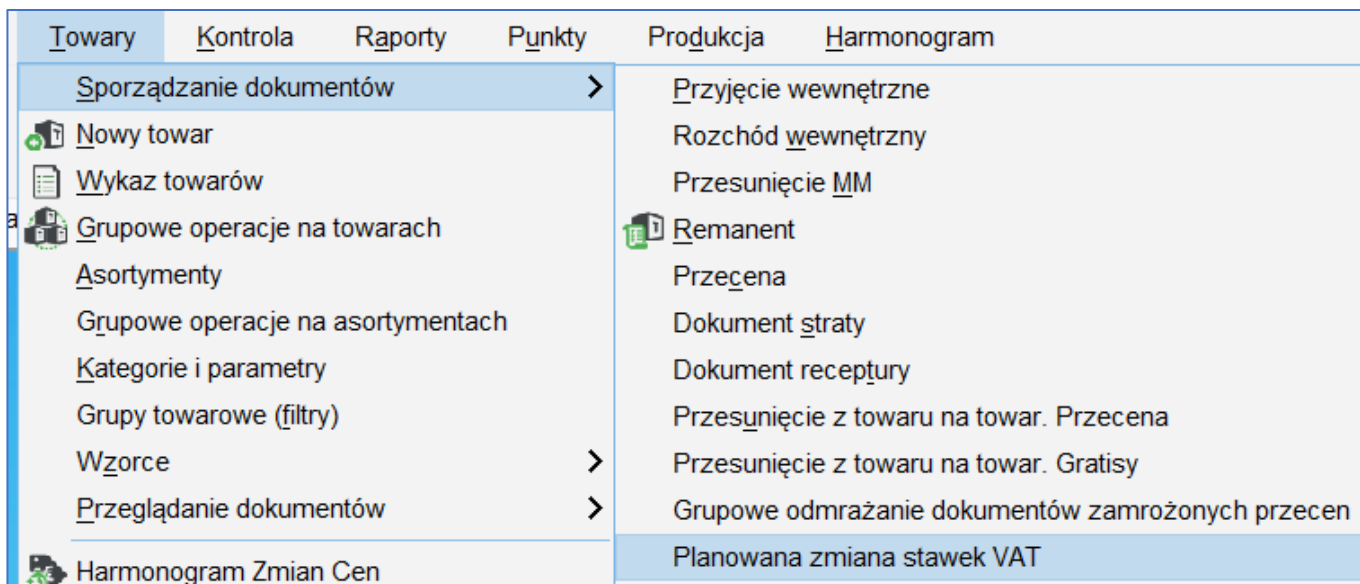 Towary Kontrola Raporty Punkty Produkcja Harmonogram
Sporządzanie dokumentów
Nowy towar
Wykaz towarów
Grupowe operacje na towarach
Asortymenty
Grupowe operacje na asortymentach
Kategorie i parametry
Grupy towarowe (filtry)
Wzorce
Przeglądanie dokumentów
Harmonogram Zmian Cen
Przyjęcie wewnętrzne
Rozchód wewnętrzny
Przesunięcie MM
Remanent
Przecena
Dokument straty
Dokument receptury
Przesunięcie z towaru na towar. Przecena
Przesunięcie z towaru na towar. Gratisy
Grupowe odmrażanie dokumentów zamrożonych przecen
Planowana zmiana stawek VAT